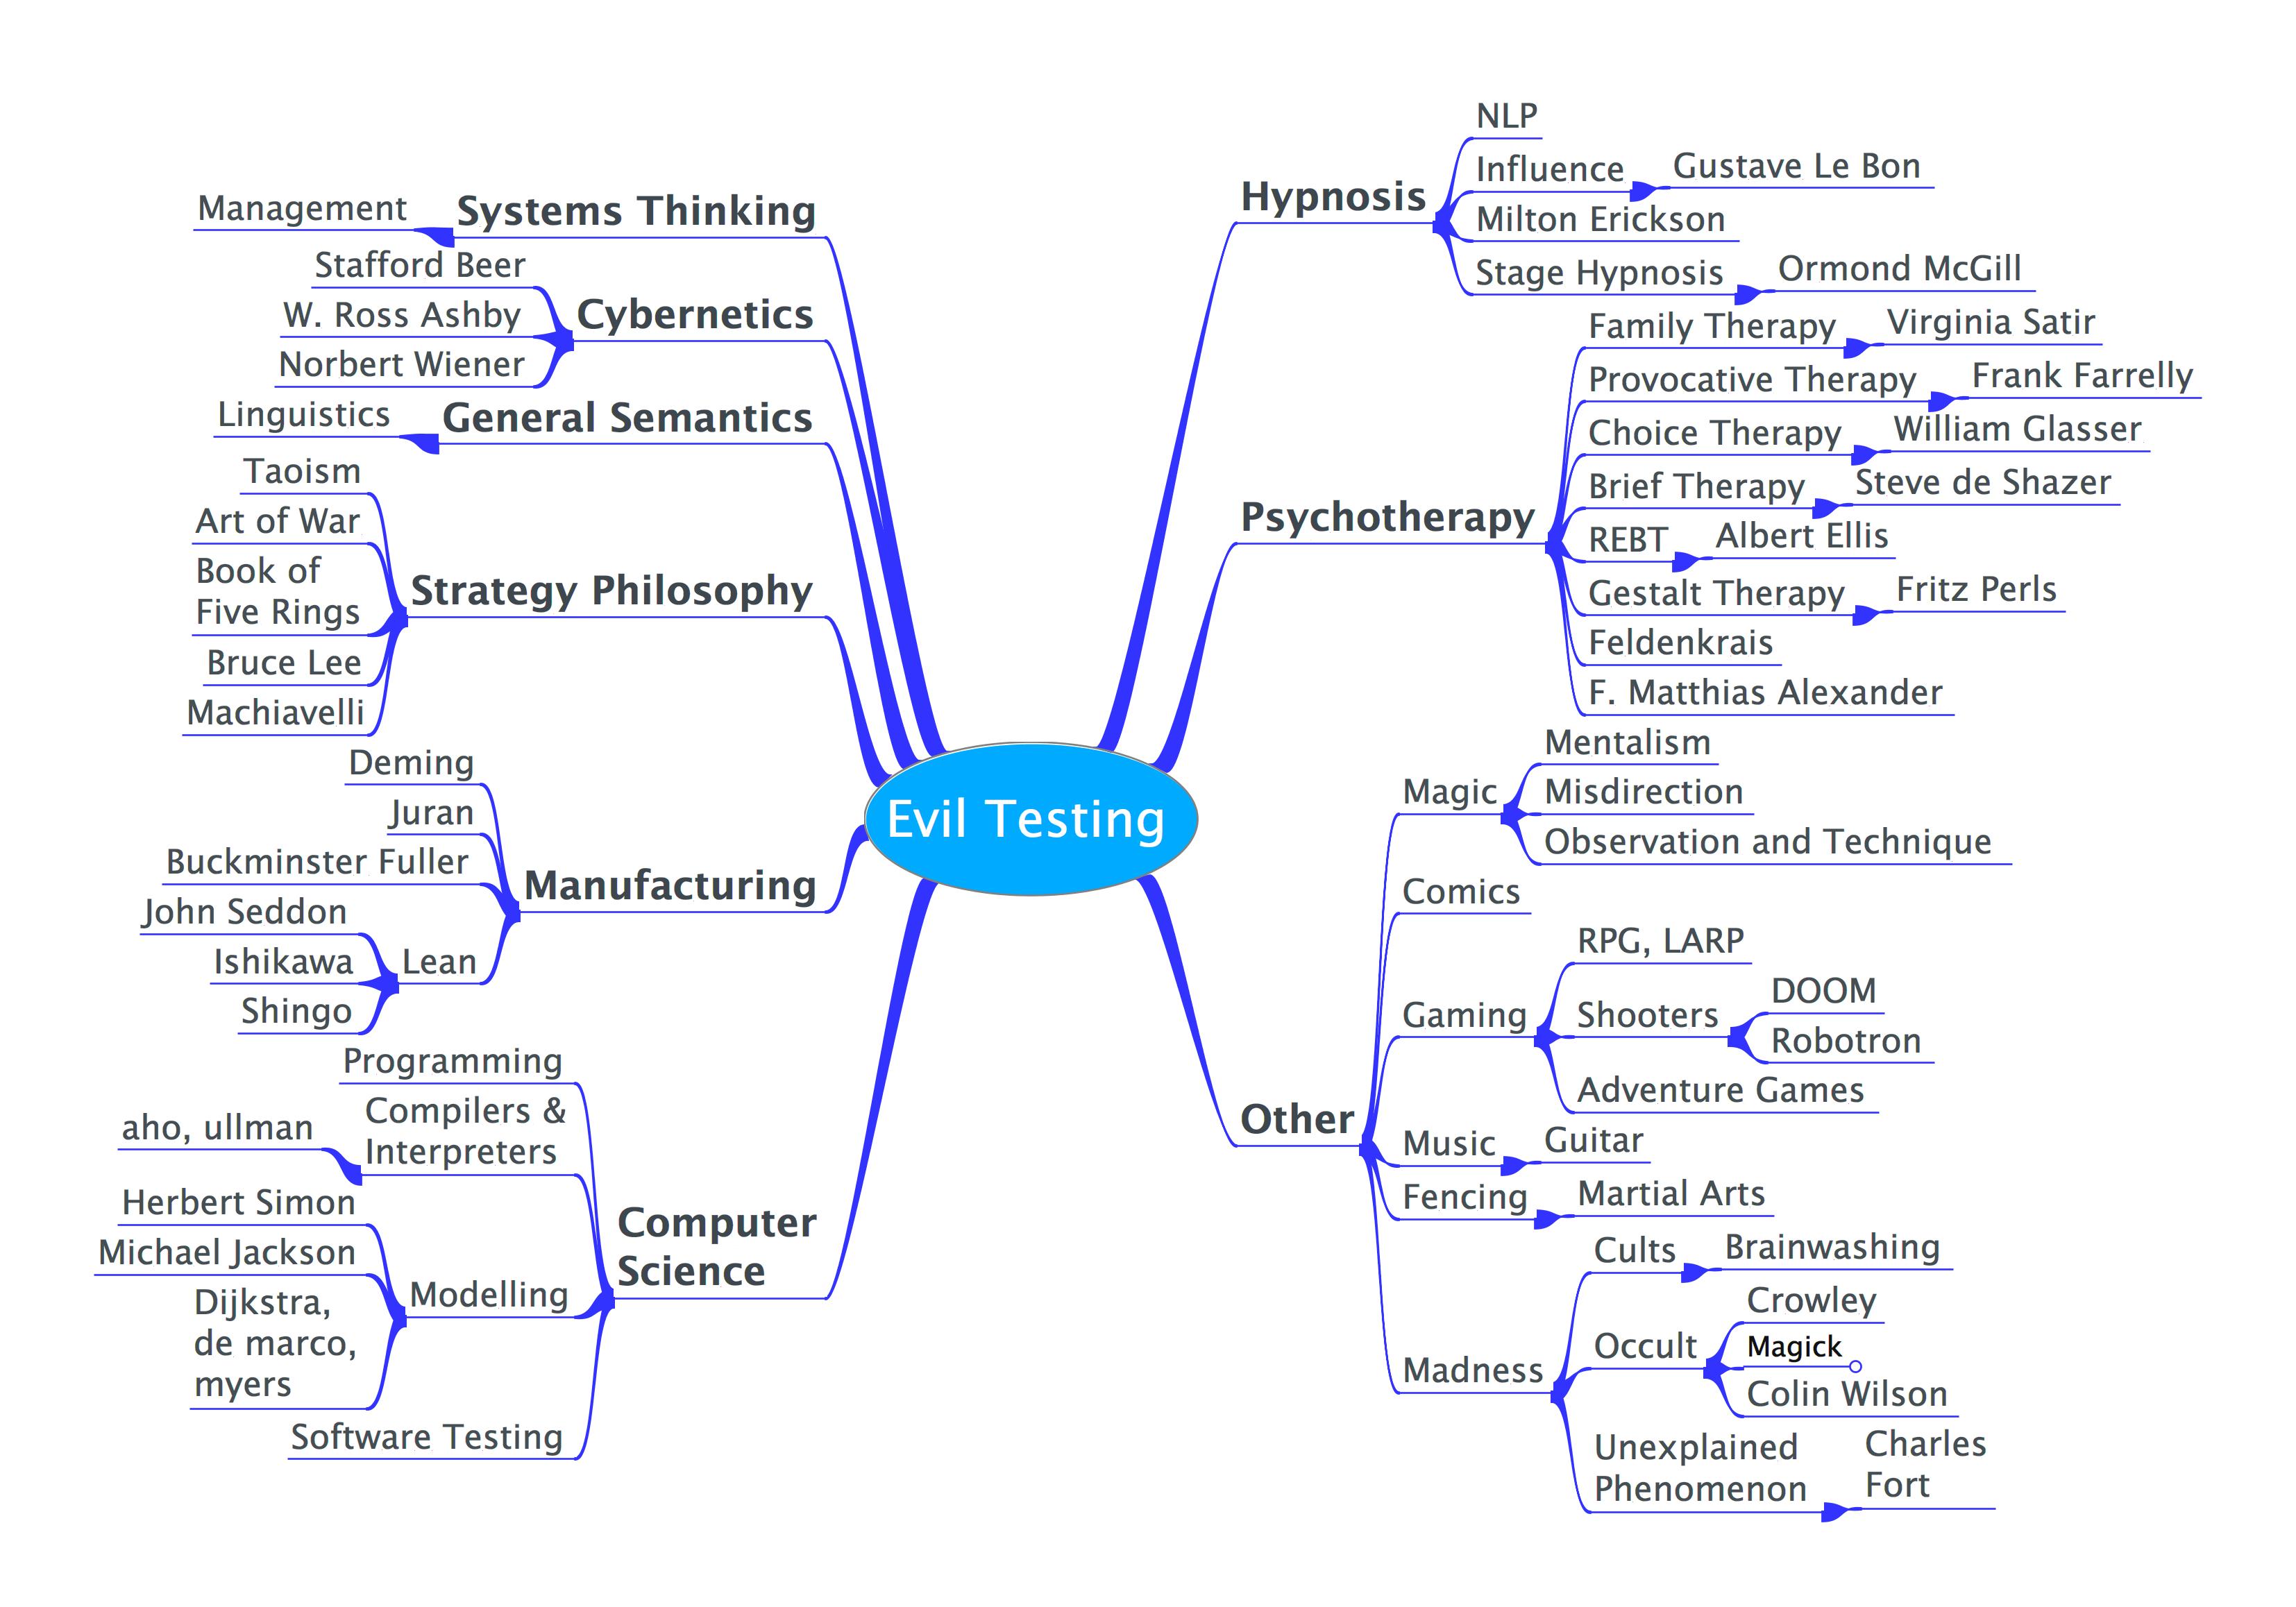 Evil Testing
Systems Thinking
Management
Cybernetics
Stafford Beer
W. Ross Ashby
Norbert Wiener
General Semantics
Linguistics
Strategy Philosophy
Taoism
Art of War
Book of
Five Rings
Bruce Lee
Machiavelli
Manufacturing
Deming
Juran
Buckminster Fuller
Lean
John Seddon
Ishikawa
Shingo
Computer
Science
Programming
Compilers &
Interpreters
aho, ullman
Modelling
Herbert Simon
Michael Jackson
Dijkstra,
de marco,
myers
Software Testing
Hypnosis
NLP
Influence
Gustave Le Bon
Milton Erickson
Stage Hypnosis
Ormond McGill
Psychotherapy
Family Therapy
Virginia Satir
Provocative Therapy
Frank Farrelly
Choice Therapy
William Glasser
Brief Therapy
Steve de Shazer
REBT
Albert Ellis
Gestalt Therapy
Fritz Perls
Feldenkrais
F. Matthias Alexander
Other
Magic
Mentalism
Misdirection
Observation and Technique
Comics
Gaming
RPG, LARP
Shooters
DOOM
Robotron
Adventure Games
Music
Guitar
Fencing
Martial Arts
Madness
Cults
Brainwashing
Occult
Crowley
Magick
Colin Wilson
Unexplained
Phenomenon
Charles
Fort